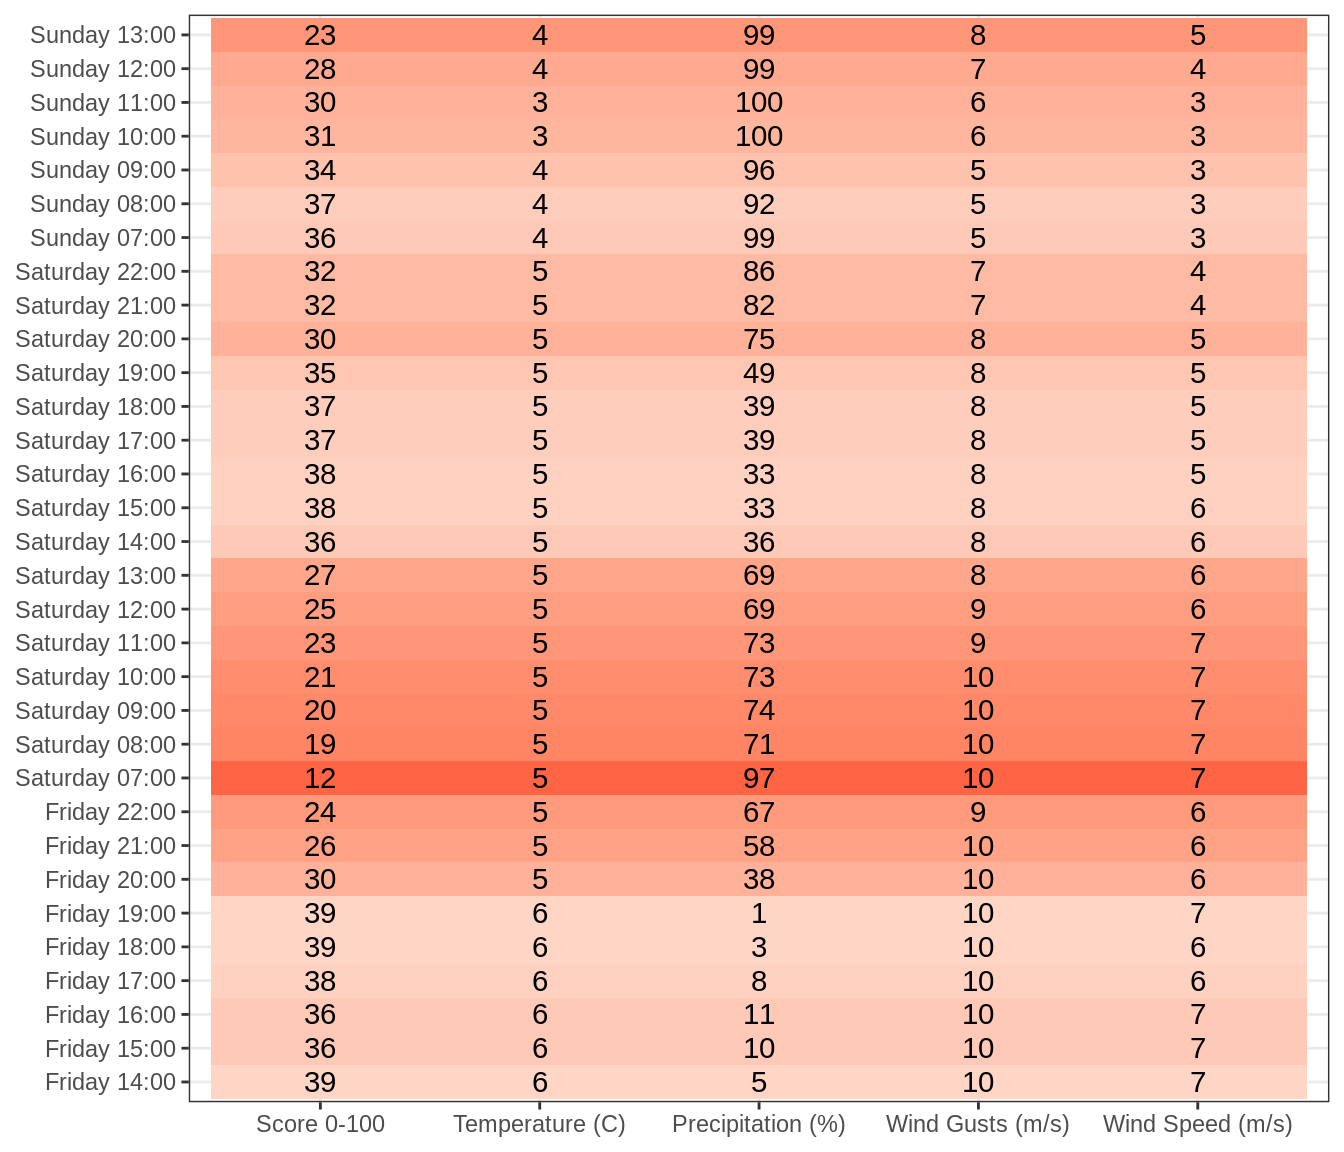 Sunday 13:00 23 4 99 8 5
Sunday 12:00 28 4 99 7 4
Sunday 11:00 30 3 100 6 3
Sunday 10:00 31 3 100 6 3
Sunday 09:00 34 4 96 5 3
Sunday 08:00 37 4 92 5 3
Sunday 07:00 36 4 99 5 3
Saturday 22:00 32 5 86 7 4
Saturday 21:00 32 5 82 7 4
Saturday 20:00 30 5 75 8 5
Saturday 19:00 35 5 49 8 5
Saturday 18:00 37 5 39 8 5
Saturday 17:00 37 5 39 8 5
Saturday 16:00 38 5 33 8 5
Saturday 15:00 38 5 33 8 6
Saturday 14:00 36 5 36 8 6
Saturday 13:00 27 5 69 8 6
Saturday 12:00 25 5 69 9 6
Saturday 11:00 23 5 73 9 7
Saturday 10:00 21 5 73 10 7
Saturday 09:00 20 5 74 10 7
Saturday 08:00 19 5 71 10 7
Saturday 07:00 12 5 97 10 7
Friday 22:00 24 5 67 9 6
Friday 21:00 26 5 58 10 6
Friday 20:00 30 5 38 10 6
Friday 19:00 39 6 1 10 7
Friday 18:00 39 6 3 10 6
Friday 17:00 38 6 8 10 6
Friday 16:00 36 6 11 10 7
Friday 15:00 36 6 10 10 7
Friday 14:00 39 6 5 10 7
Score 0-100 Temperature (C) Precipitation (%) Wind Gusts (m/s) Wind Speed (m/s)